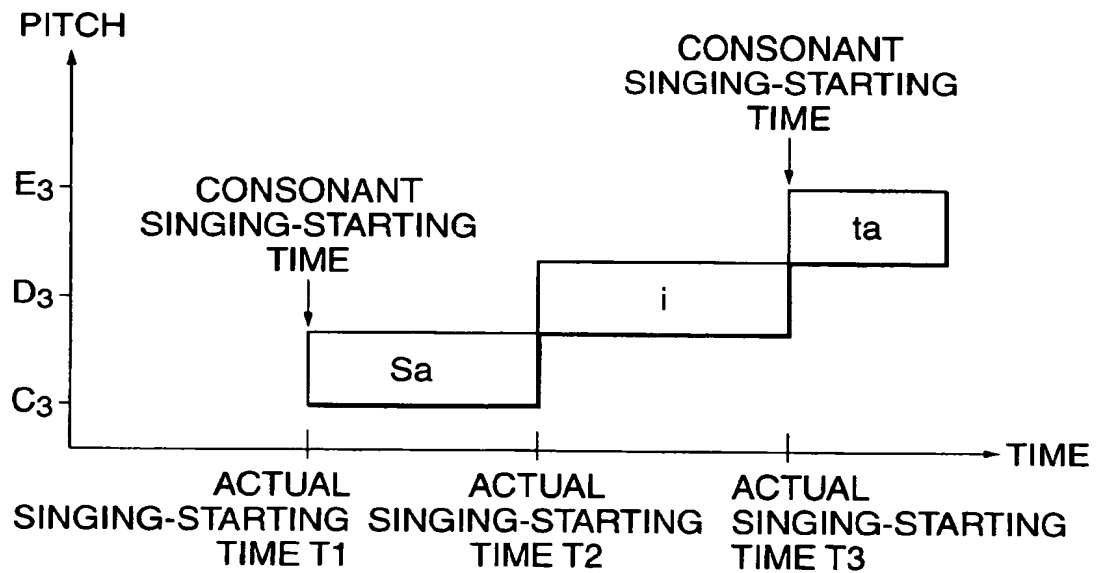 PITCH
CONSONANT
SINGING-STARTING
TIME
E3
CONSONANT
SINGING-STARTING
TIME
ta
D3
i
Sa
C3
TIME
ACTUAL
SINGING-STARTING
TIME T1
ACTUAL
SINGING-STARTING
TIME T2
ACTUAL
SINGING-STARTING
TIME T3